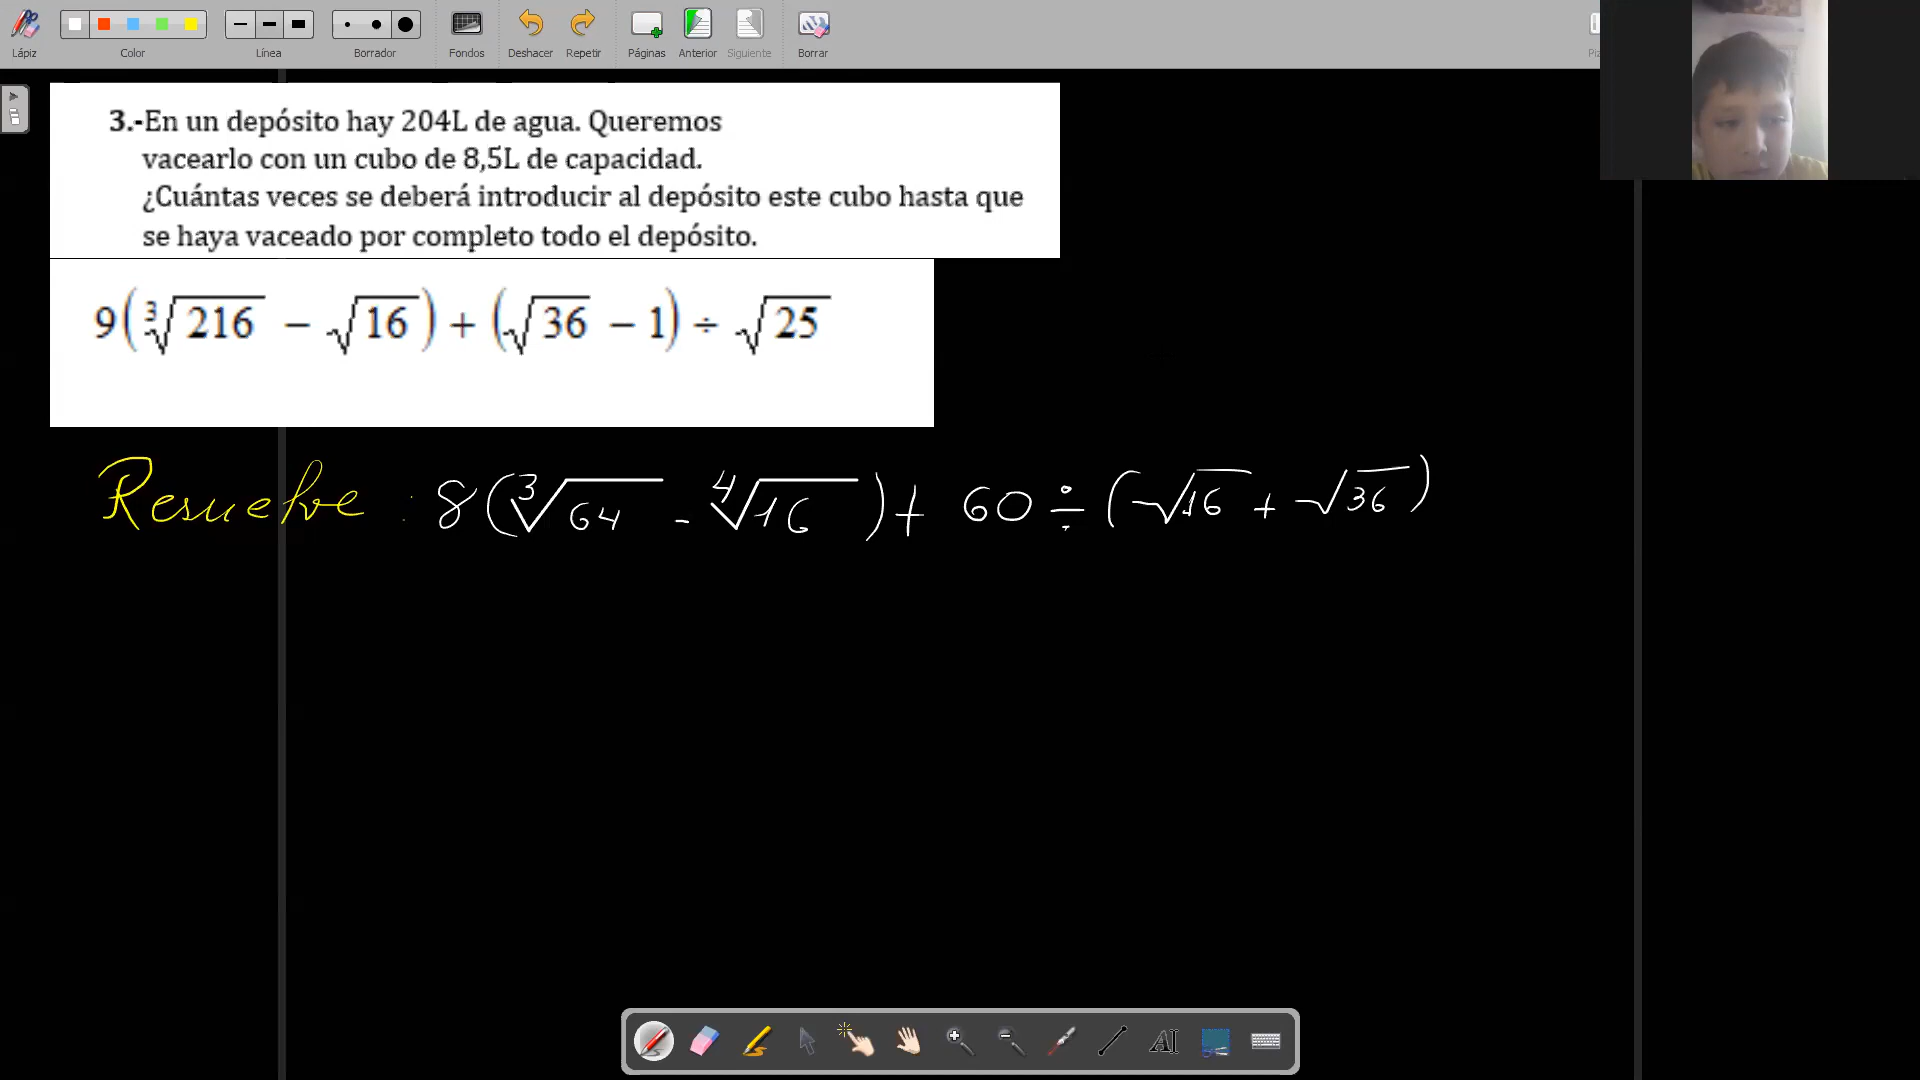 Lápiz Color Línea Borrador Fondos Deshacer Repetir Páginas Anterior Siguiente Borrar
3.-En un depósito hay 204L de agua. Queremos
vacearlo con un cubo de 8,5L de capacidad.
¿Cuántas veces se deberá introducir al depósito este cubo hasta que
se haya vaceado por completo todo el depósito.
9(∛216 − √16) + (√36 − 1) ÷ √25
Resuelve : 8(∛64 - ∜16) + 60 ÷ (√16 + √36)
AI